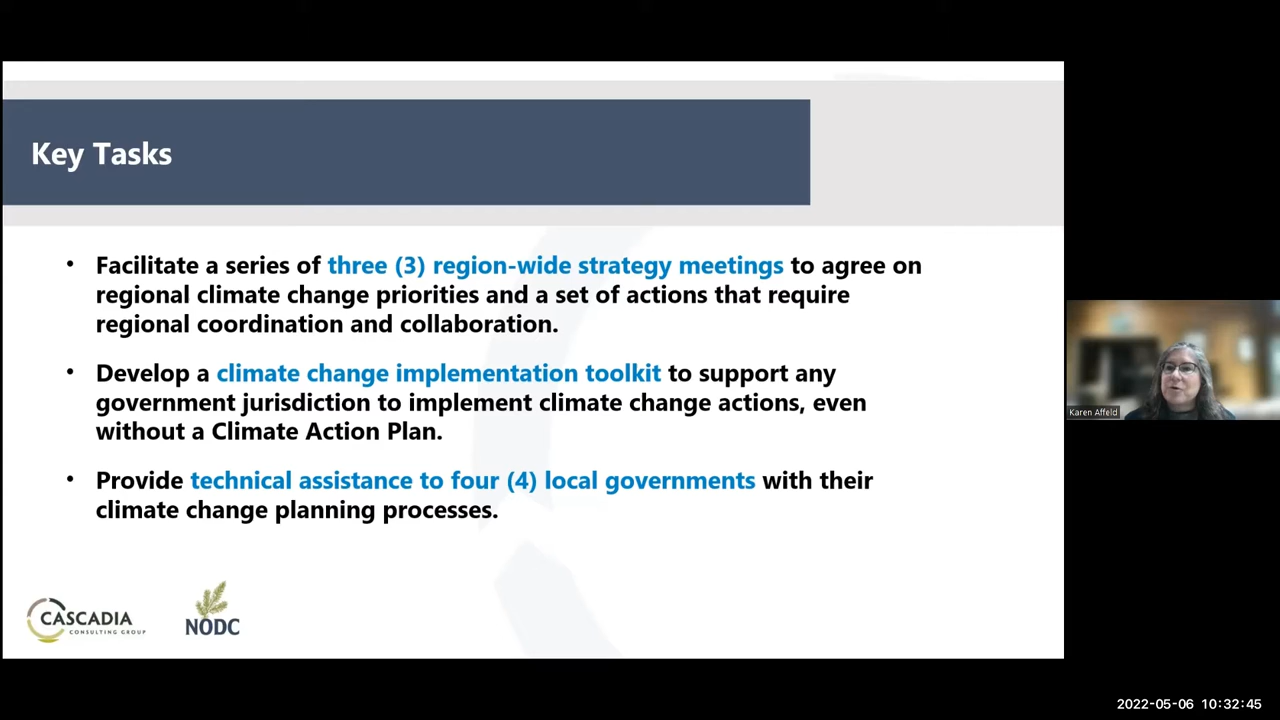 Key Tasks
• Facilitate a series of three (3) region-wide strategy meetings to agree on
regional climate change priorities and a set of actions that require
regional coordination and collaboration.
• Develop a climate change implementation toolkit to support any
government jurisdiction to implement climate change actions, even
without a Climate Action Plan.
• Provide technical assistance to four (4) local governments with their
climate change planning processes.
CASCADIA
CONSULTING GROUP
NODC
Karen Affeld
2022-05-06 10:32:45